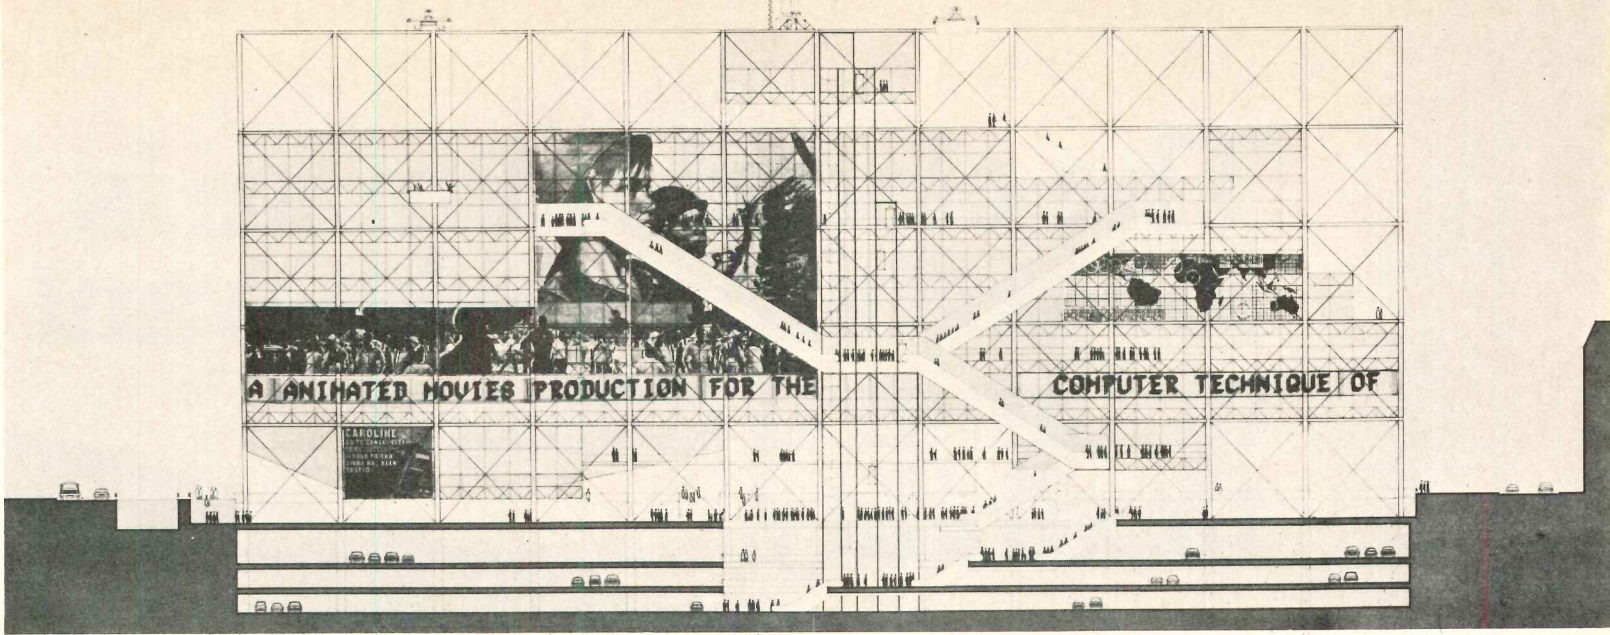 A ANIMATED MOVIES PRODUCTION FOR THE
COMPUTER TECHNIQUE OF
CAROLINE